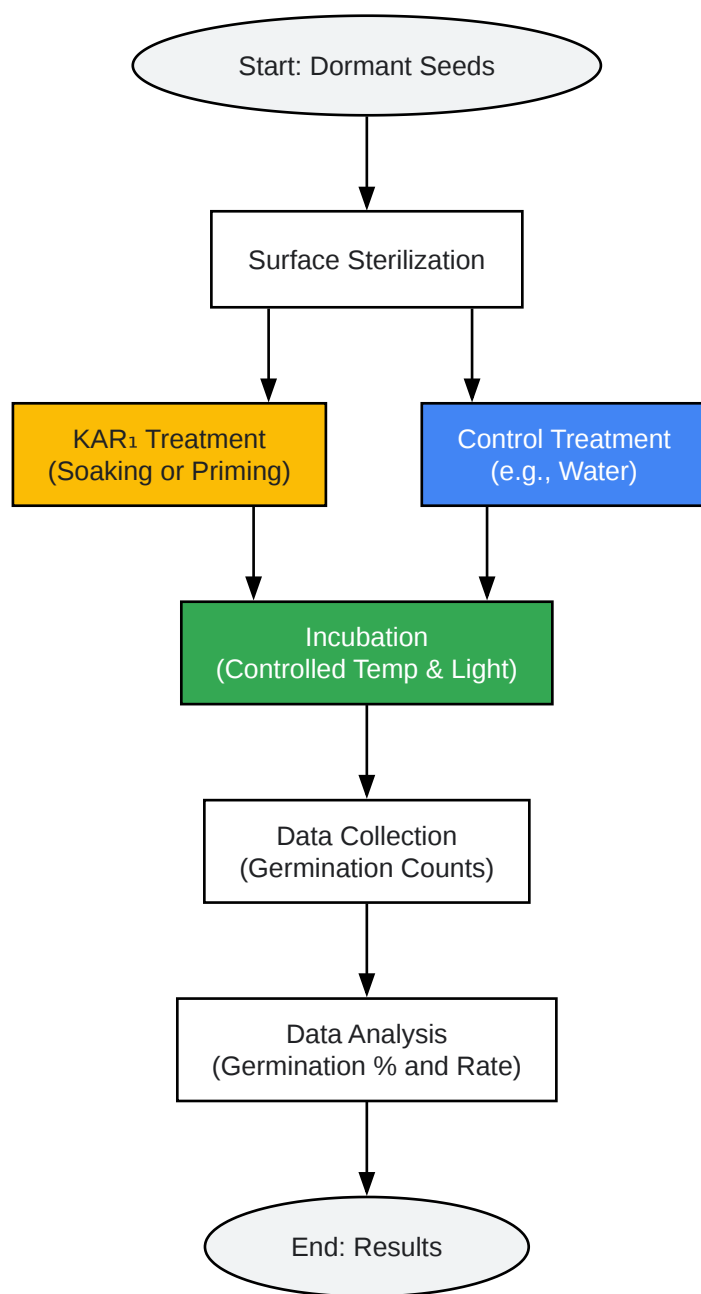 Start: Dormant Seeds
Surface Sterilization
KAR₁ Treatment
(Soaking or Priming)
Control Treatment
(e.g., Water)
Incubation
(Controlled Temp & Light)
Data Collection
(Germination Counts)
Data Analysis
(Germination % and Rate)
End: Results